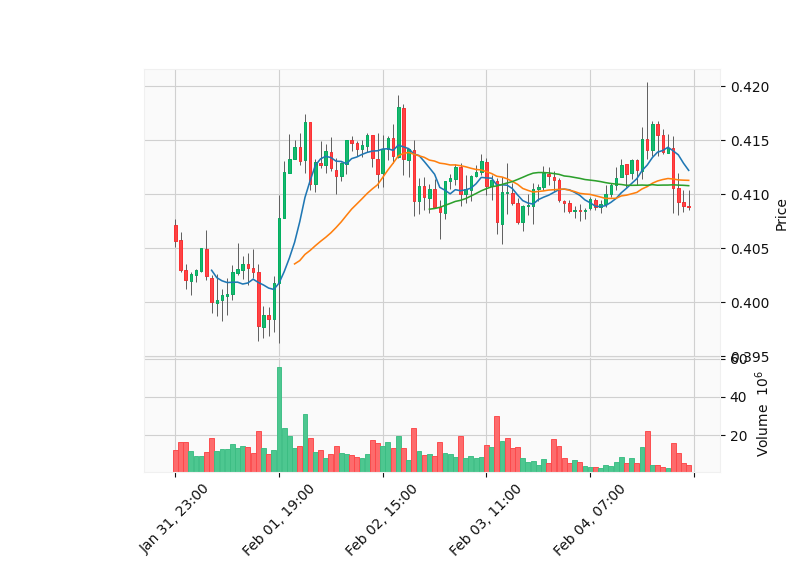 0.420
0.415
0.410
0.405
0.400
0.395
Price
60
40
20
Volume 10^6
Jan 31, 23:00
Feb 01, 19:00
Feb 02, 15:00
Feb 03, 11:00
Feb 04, 07:00